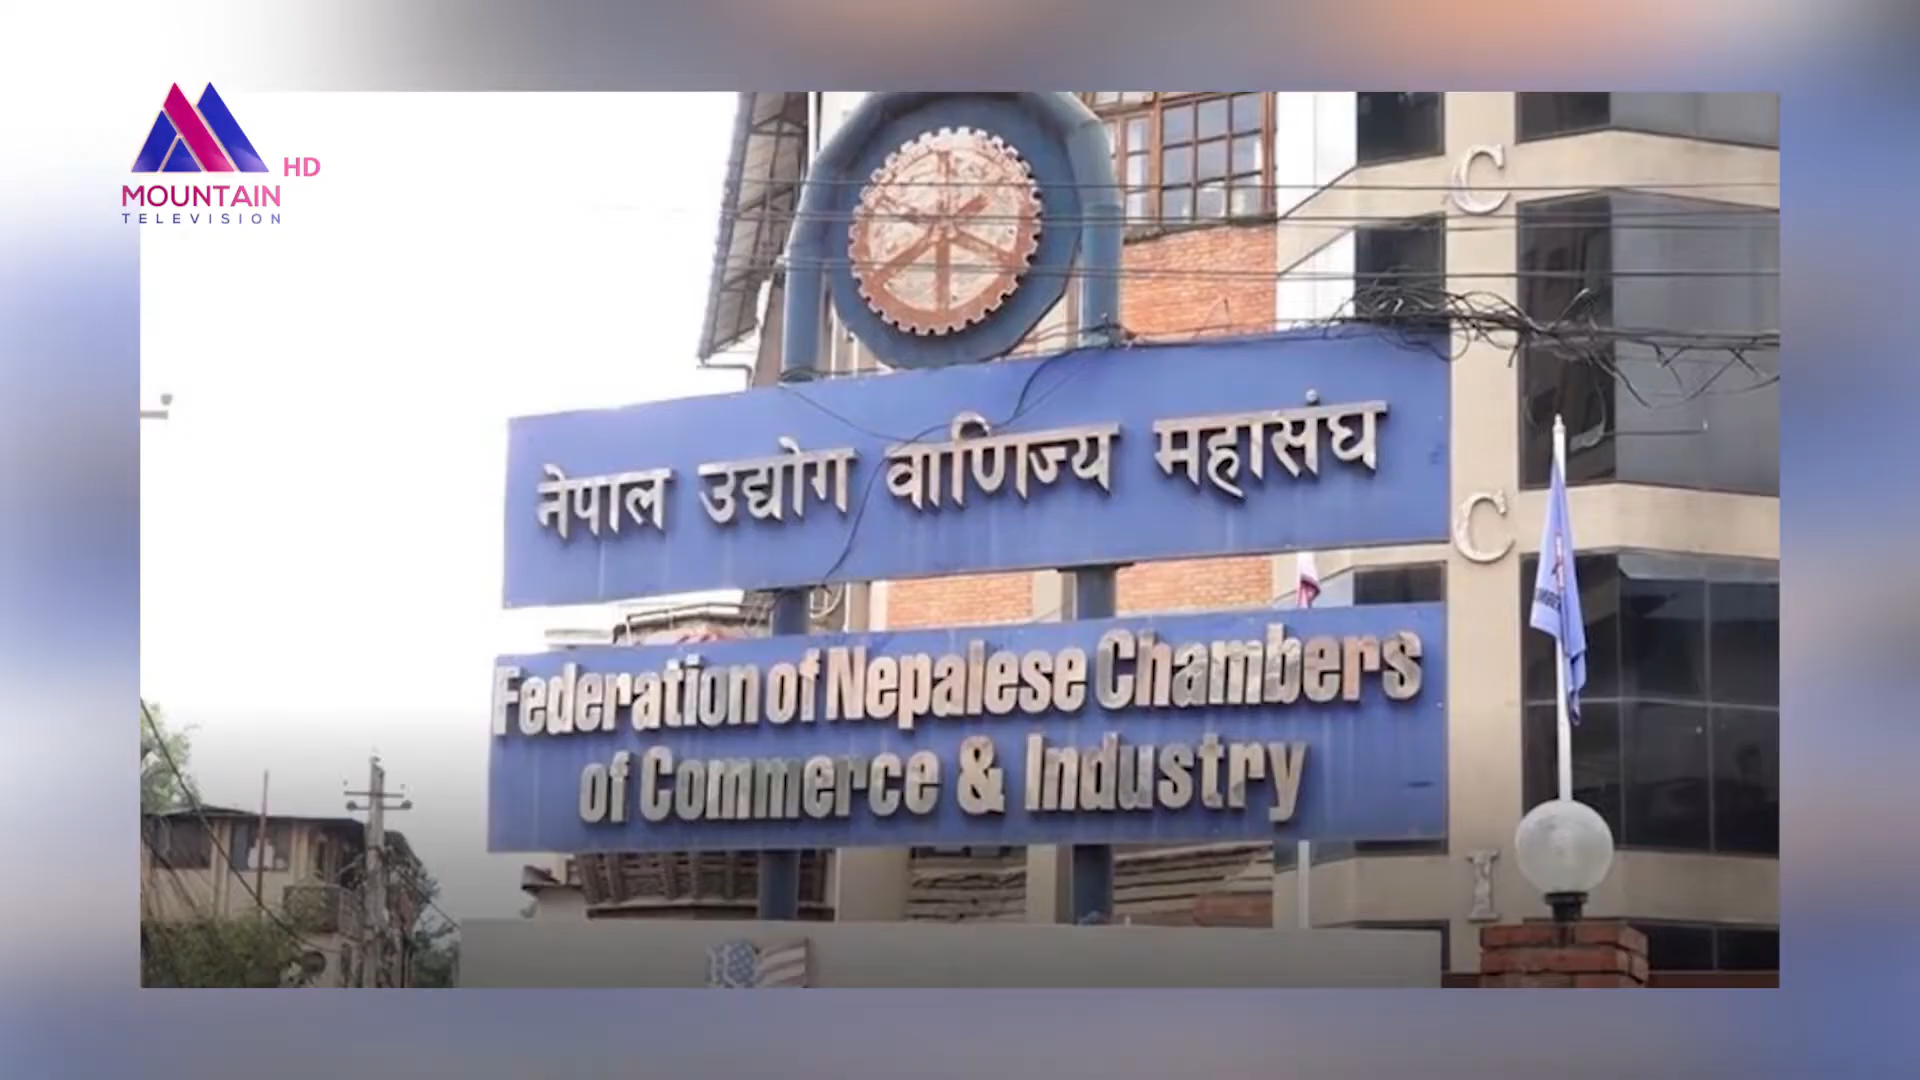 MOUNTAIN HD
TELEVISION
नेपाल उद्योग वाणिज्य महासंघ
Federation of Nepalese Chambers
of Commerce & Industry
C
C
I